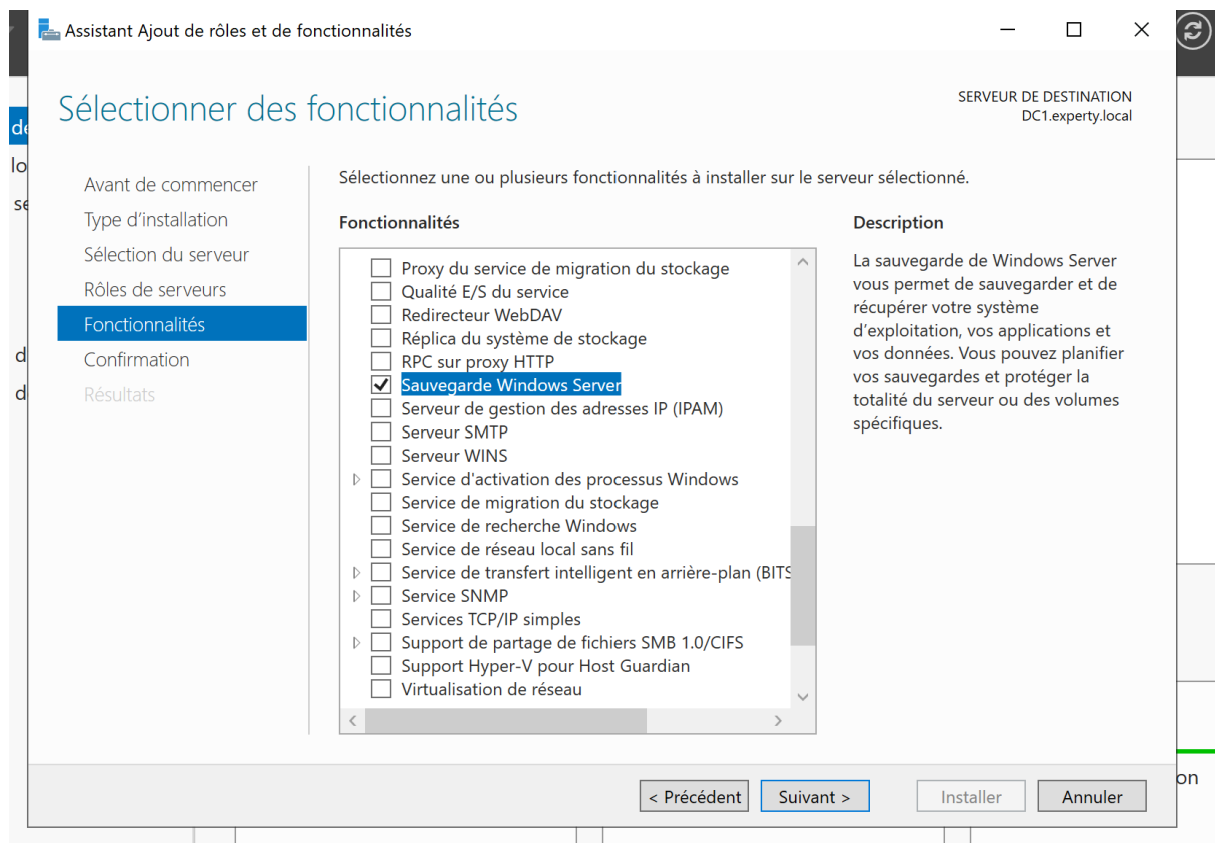 Assistant Ajout de rôles et de fonctionnalités
Sélectionner des fonctionnalités
SERVEUR DE DESTINATION
DC1.experty.local
Avant de commencer
Type d’installation
Sélection du serveur
Rôles de serveurs
Fonctionnalités
Confirmation
Résultats
Sélectionnez une ou plusieurs fonctionnalités à installer sur le serveur sélectionné.
Fonctionnalités
Proxy du service de migration du stockage
Qualité E/S du service
Redirecteur WebDAV
Réplica du système de stockage
RPC sur proxy HTTP
Sauvegarde Windows Server
Serveur de gestion des adresses IP (IPAM)
Serveur SMTP
Serveur WINS
Service d'activation des processus Windows
Service de migration du stockage
Service de recherche Windows
Service de réseau local sans fil
Service de transfert intelligent en arrière-plan (BITS
Service SNMP
Services TCP/IP simples
Support de partage de fichiers SMB 1.0/CIFS
Support Hyper-V pour Host Guardian
Virtualisation de réseau
Description
La sauvegarde de Windows Server
vous permet de sauvegarder et de
récupérer votre système
d'exploitation, vos applications et
vos données. Vous pouvez planifier
vos sauvegardes et protéger la
totalité du serveur ou des volumes
spécifiques.
< Précédent
Suivant >
Installer
Annuler